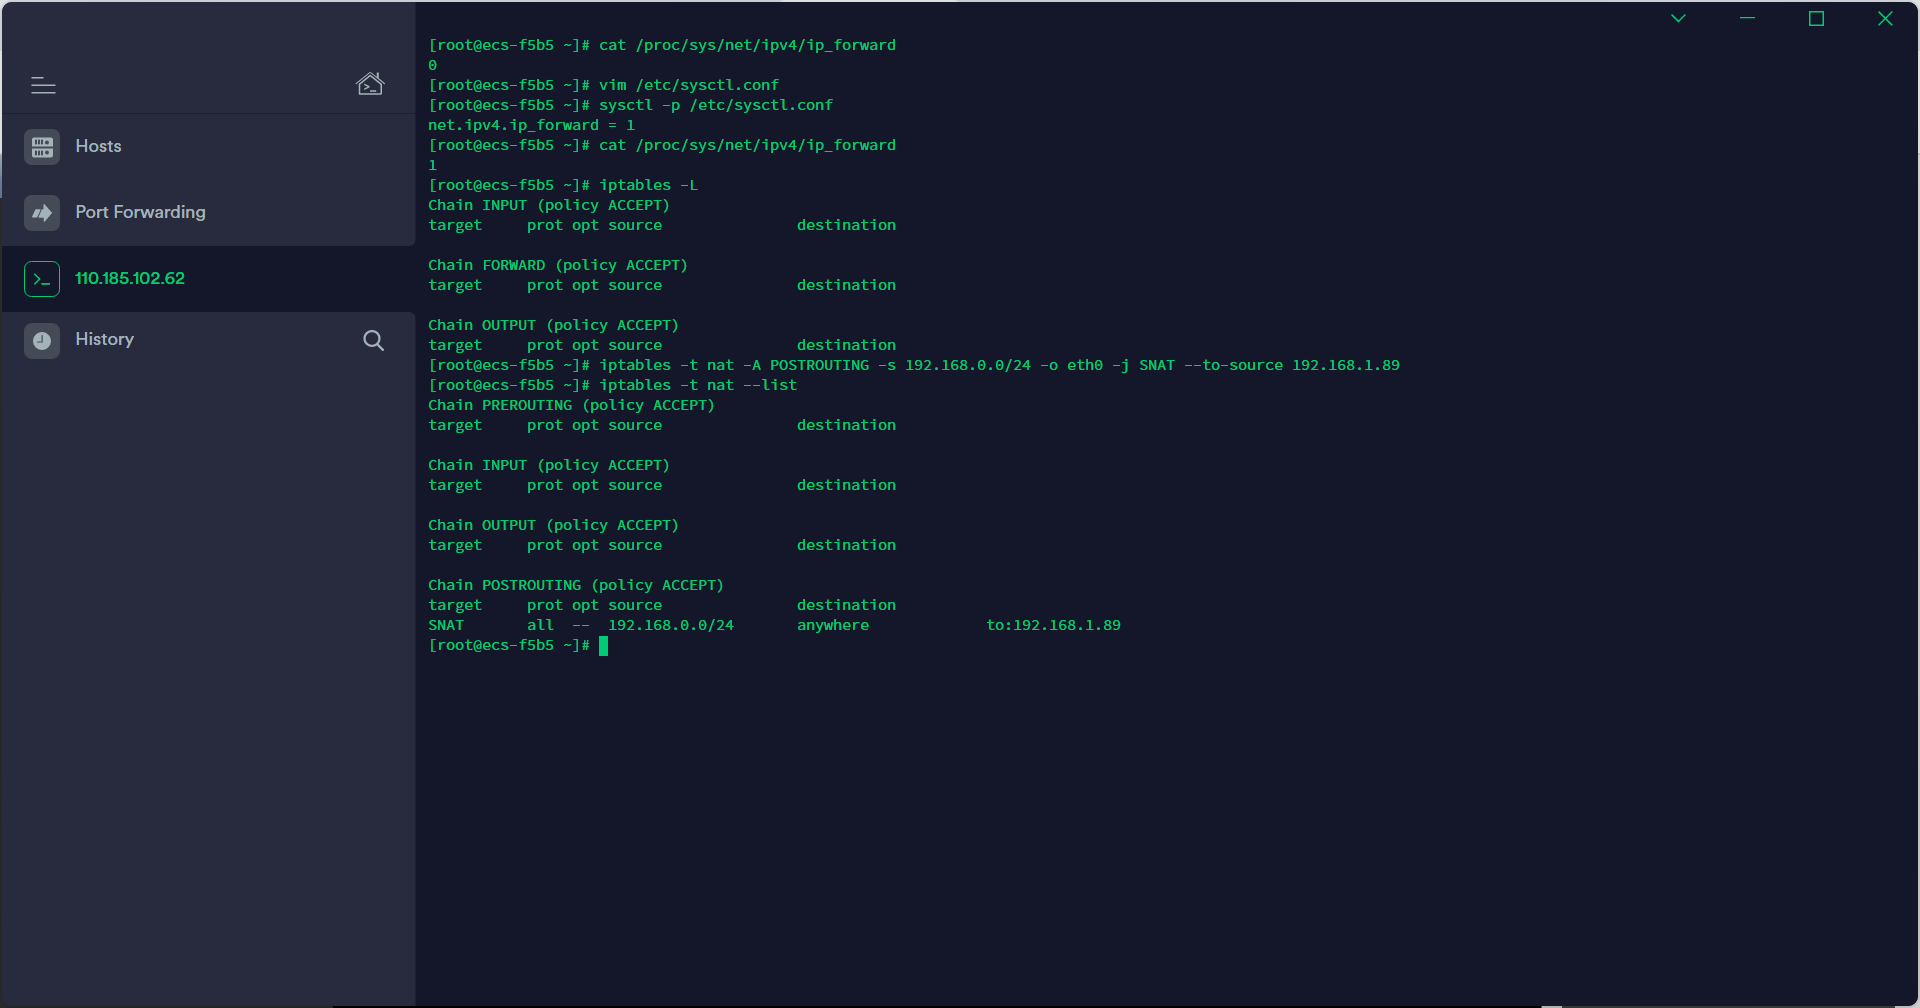 Hosts
Port Forwarding
110.185.102.62
History
[root@ecs-f5b5 ~]# cat /proc/sys/net/ipv4/ip_forward
0
[root@ecs-f5b5 ~]# vim /etc/sysctl.conf
[root@ecs-f5b5 ~]# sysctl -p /etc/sysctl.conf
net.ipv4.ip_forward = 1
[root@ecs-f5b5 ~]# cat /proc/sys/net/ipv4/ip_forward
1
[root@ecs-f5b5 ~]# iptables -L
Chain INPUT (policy ACCEPT)
target     prot opt source               destination

Chain FORWARD (policy ACCEPT)
target     prot opt source               destination

Chain OUTPUT (policy ACCEPT)
target     prot opt source               destination
[root@ecs-f5b5 ~]# iptables -t nat -A POSTROUTING -s 192.168.0.0/24 -o eth0 -j SNAT --to-source 192.168.1.89
[root@ecs-f5b5 ~]# iptables -t nat --list
Chain PREROUTING (policy ACCEPT)
target     prot opt source               destination

Chain INPUT (policy ACCEPT)
target     prot opt source               destination

Chain OUTPUT (policy ACCEPT)
target     prot opt source               destination

Chain POSTROUTING (policy ACCEPT)
target     prot opt source               destination
SNAT       all  --  192.168.0.0/24       anywhere             to:192.168.1.89
[root@ecs-f5b5 ~]#